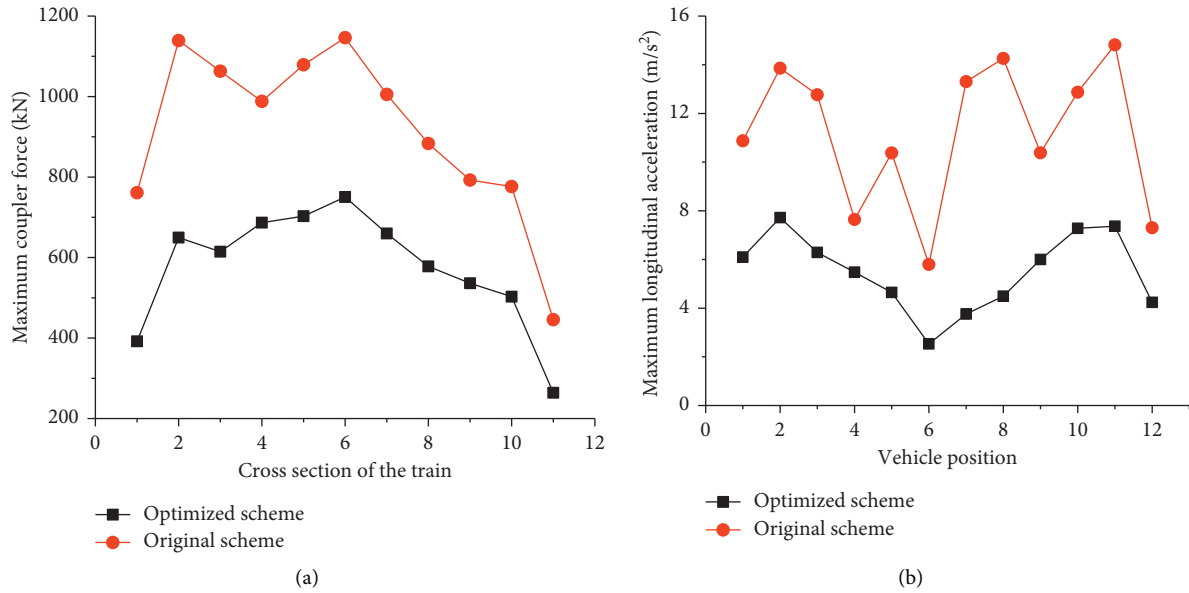 1200
1000
800
600
400
200
0
2
4
6
8
10
12
Maximum coupler force (kN)
Cross section of the train
Optimized scheme
Original scheme
(a)
16
12
8
4
0
0
2
4
6
8
10
12
Maximum longitudinal acceleration (m/s²)
Vehicle position
Optimized scheme
Original scheme
(b)